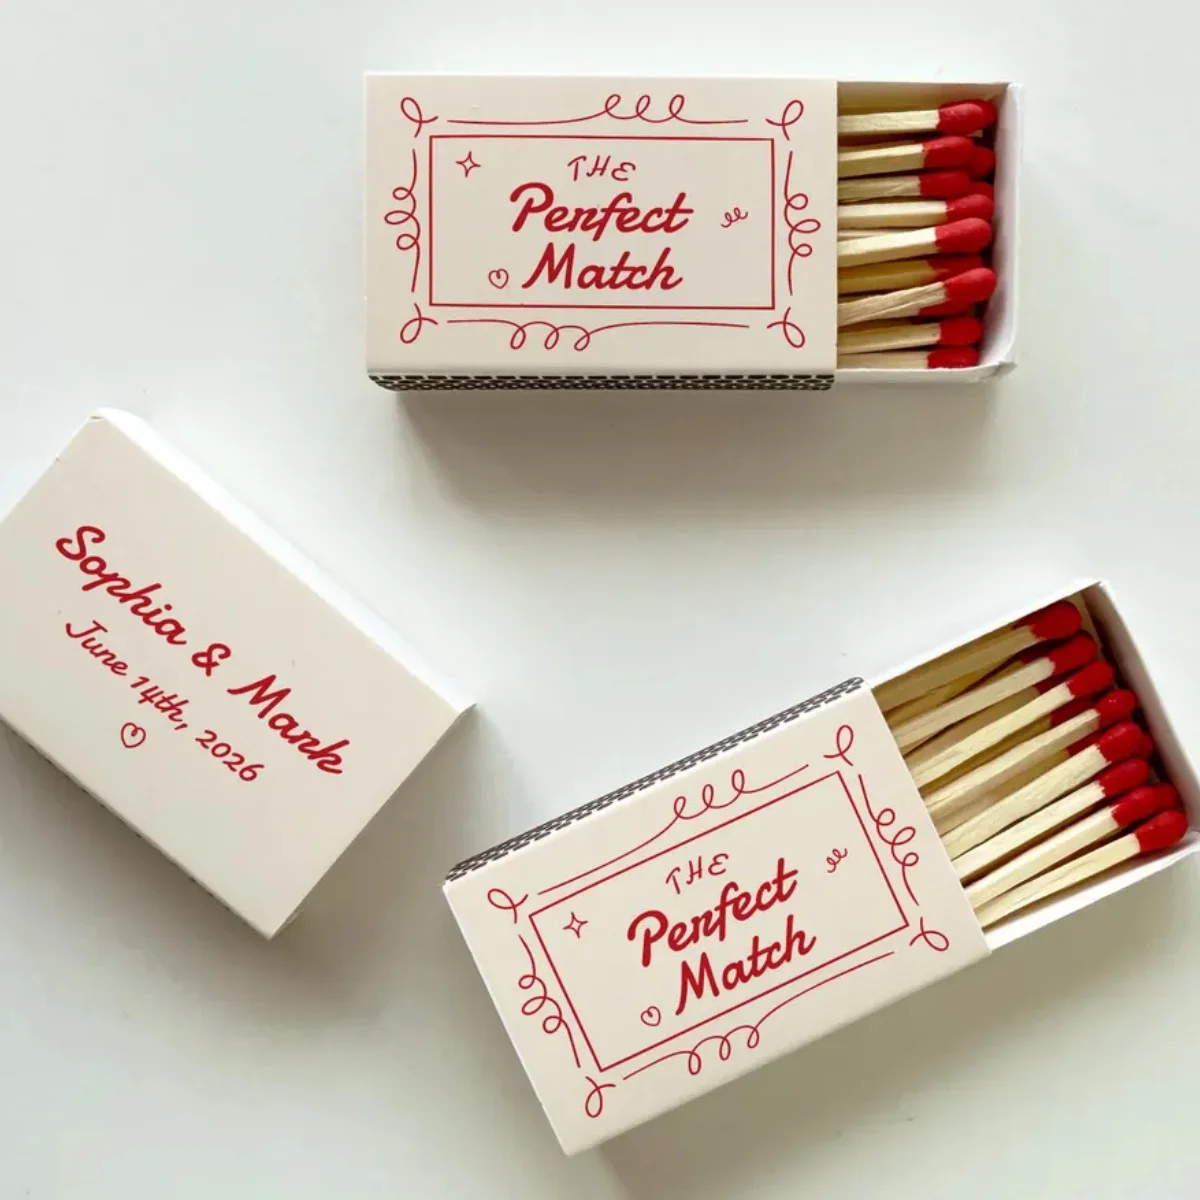 THE
Perfect
Match
Sophia & Mark
June 14th, 2026
THE
Perfect
Match